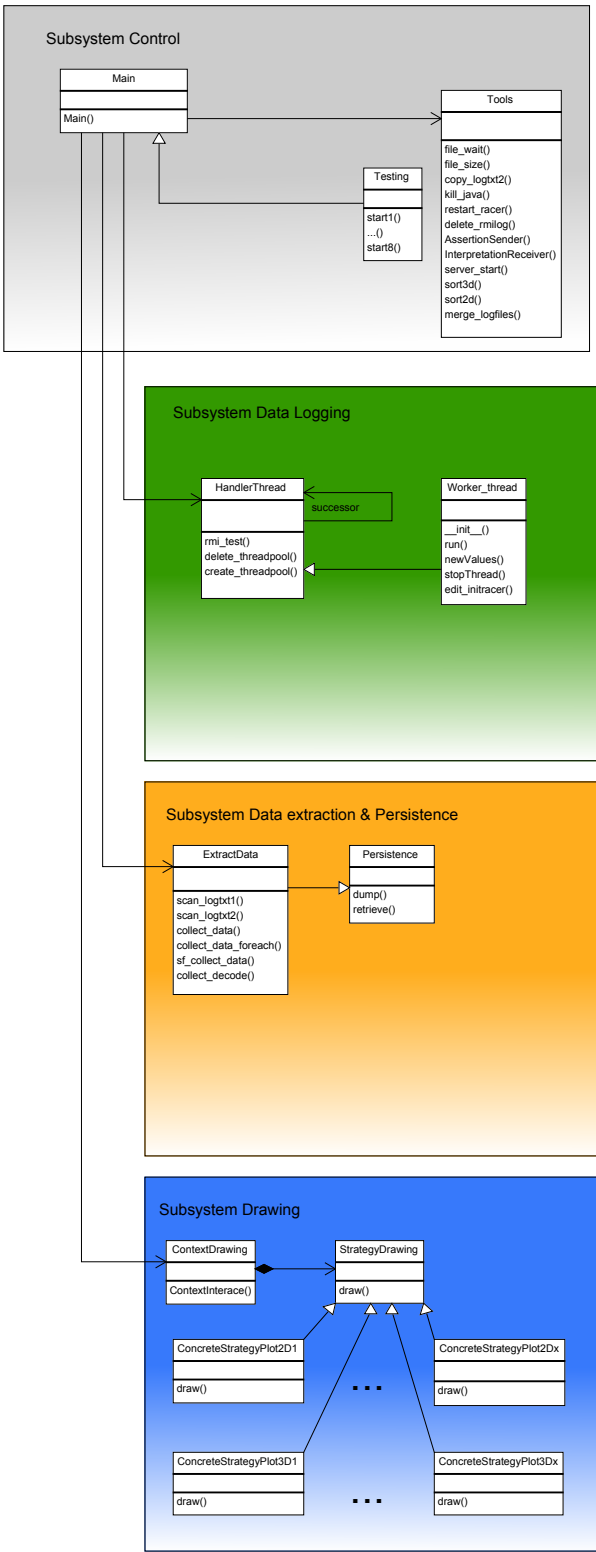 Subsystem Control
Main
Main()
Tools
file_wait()
file_size()
copy_logtxt2()
kill_java()
restart_racer()
delete_rmilog()
AssertionSender()
InterpretationReceiver()
server_start()
sort3d()
sort2d()
merge_logfiles()
Testing
start1()
...()
start8()
Subsystem Data Logging
HandlerThread
rmi_test()
delete_threadpool()
create_threadpool()
successor
Worker_thread
__init__()
run()
newValues()
stopThread()
edit_initracer()
Subsystem Data extraction & Persistence
ExtractData
scan_logtxt1()
scan_logtxt2()
collect_data()
collect_data_foreach()
sf_collect_data()
collect_decode()
Persistence
dump()
retrieve()
Subsystem Drawing
ContextDrawing
ContextInterace()
StrategyDrawing
draw()
ConcreteStrategyPlot2D1
draw()
...
ConcreteStrategyPlot2Dx
draw()
ConcreteStrategyPlot3D1
draw()
...
ConcreteStrategyPlot3Dx
draw()